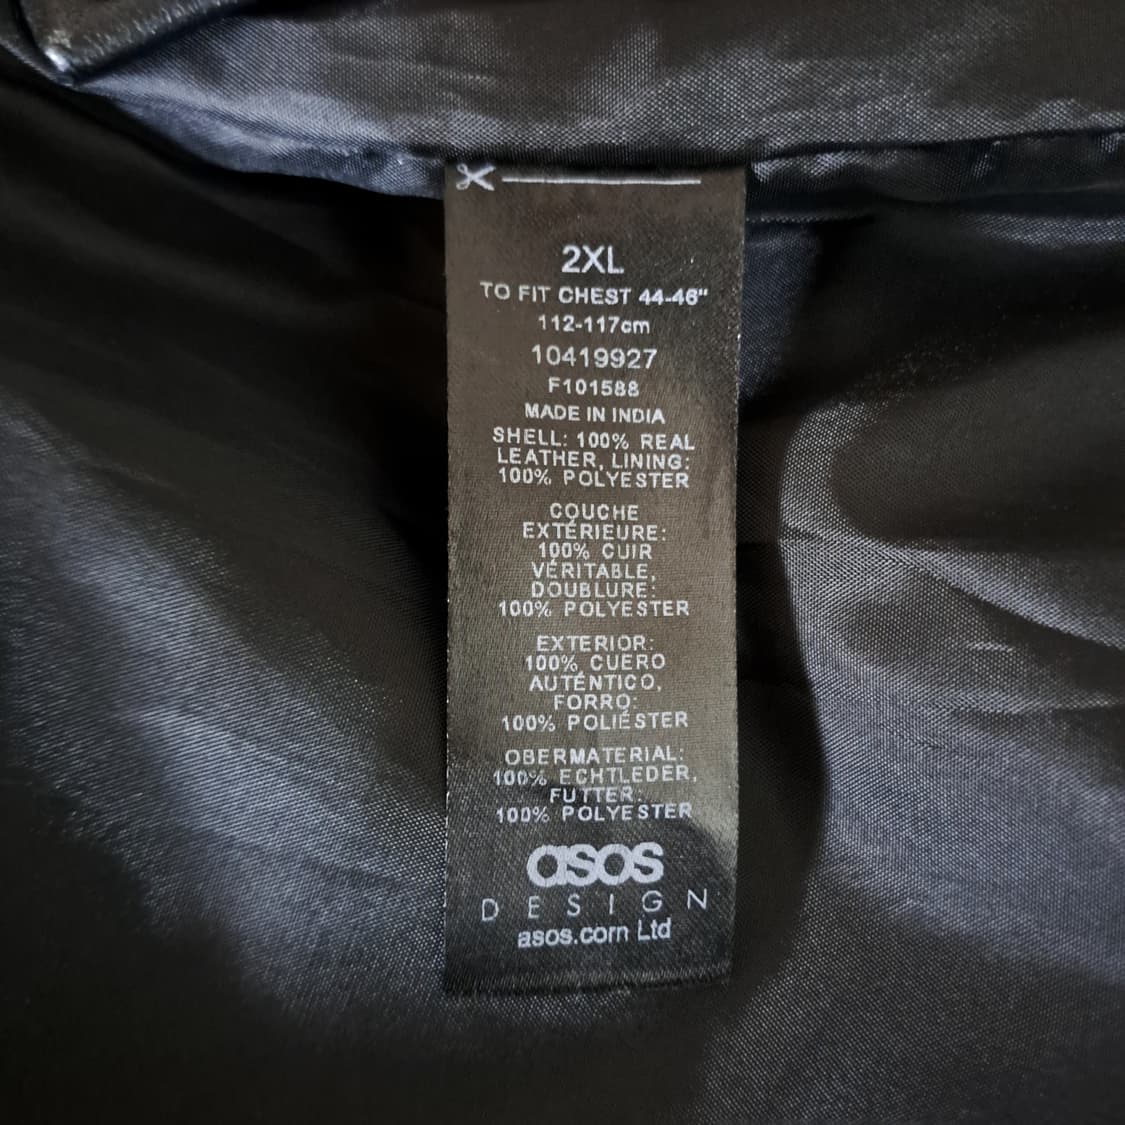 2XL
TO FIT CHEST 44-46"
112-117cm
10419927
F101588
MADE IN INDIA
SHELL: 100% REAL
LEATHER, LINING:
100% POLYESTER
COUCHE
EXTÉRIEURE:
100% CUIR
VÉRITABLE,
DOUBLURE:
100% POLYESTER
EXTERIOR:
100% CUERO
AUTÉNTICO,
FORRO:
100% POLIÉSTER
OBERMATERIAL:
100% ECHTLEDER,
FUTTER:
100% POLYESTER
asos
DESIGN
asos.com Ltd